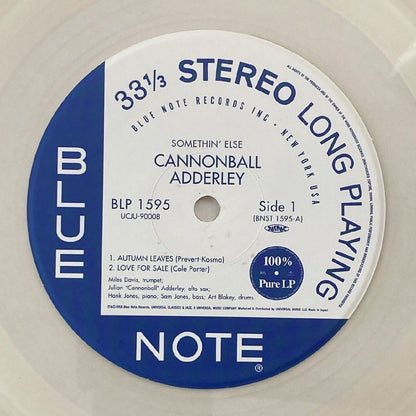 33 1/3 STEREO LONG PLAYING
BLUE NOTE RECORDS INC • NEW YORK USA
BLUE
SOMETHIN' ELSE
CANNONBALL
ADDERLEY
BLP 1595
UCJU-90008
Side 1
(BNST 1595-A)
1. AUTUMN LEAVES (Prevert-Kosma)
2. LOVE FOR SALE (Cole Porter)
Miles Davis, trumpet;
Julian "Cannonball" Adderley, alto sax;
Hank Jones, piano; Sam Jones, bass; Art Blakey, drums.
100%
Pure LP
NOTE ®